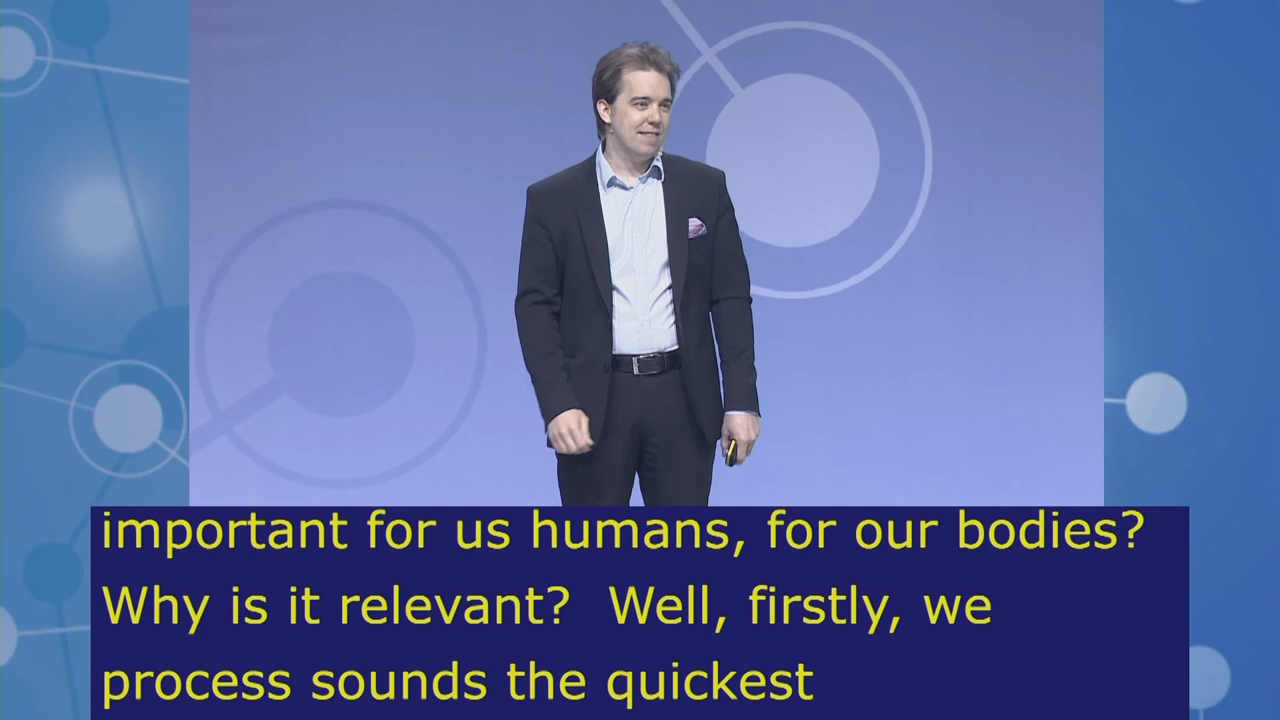 important for us humans, for our bodies?
Why is it relevant?  Well, firstly, we
process sounds the quickest